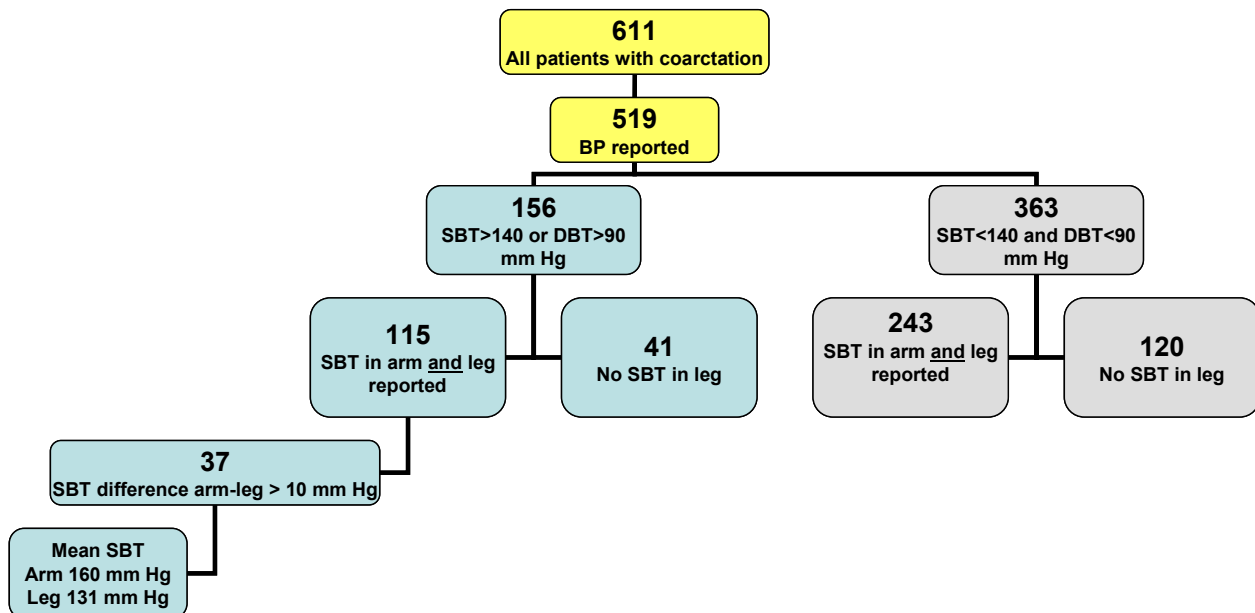 611
All patients with coarctation
519
BP reported
156
SBT>140 or DBT>90
mm Hg
363
SBT<140 and DBT<90
mm Hg
115
SBT in arm and leg
reported
41
No SBT in leg
243
SBT in arm and leg
reported
120
No SBT in leg
37
SBT difference arm-leg > 10 mm Hg
Mean SBT
Arm 160 mm Hg
Leg 131 mm Hg